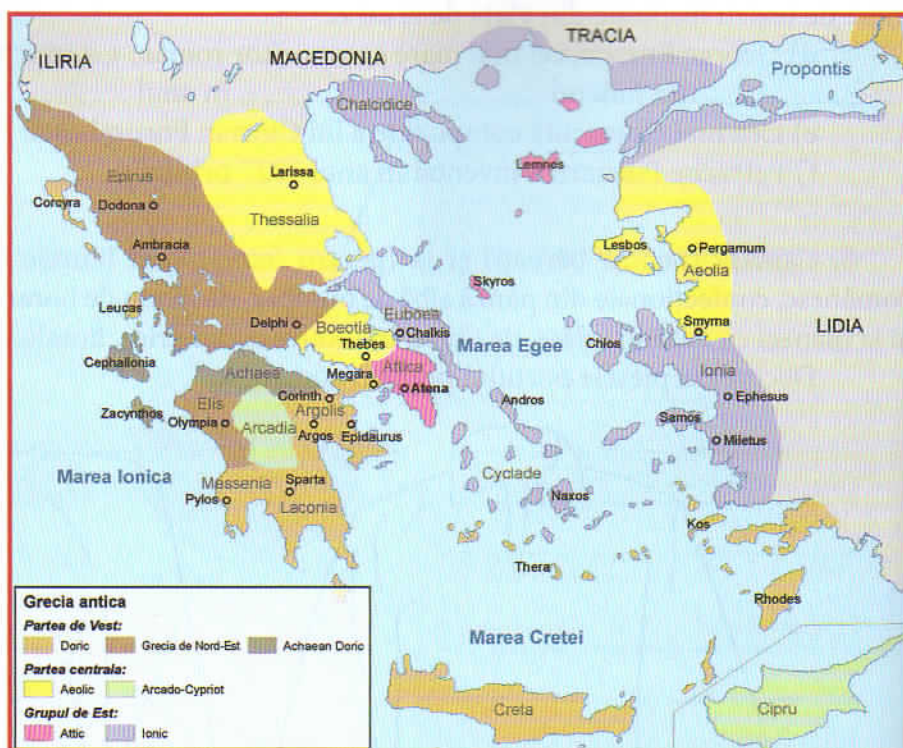 TRACIA
ILIRIA
MACEDONIA
Propontis
Chalcidice
Lemnos
Larissa
Epirus
Corcyra
Dodona
Thessalia
Ambracia
Lesbos
Pergamum
Aeolia
Skyros
Leucas
Delphi
Euboea
Boeotia
Chalkis
Smyrna
LIDIA
Marea Egee
Thebes
Chios
Cephallonia
Achaea
Megara
Attica
Atena
Ionia
Corinth
Andros
Ephesus
Zacynthos
Elis
Argolis
Samos
Olympia
Arcadia
Argos
Epidaurus
Miletus
Marea Ionica
Cyclade
Messenia
Sparta
Naxos
Pylos
Laconia
Kos
Thera
Rhodes
Marea Cretei
Creta
Cipru
Grecia antica
Partea de Vest:
Doric Grecia de Nord-Est Achaean Doric
Partea centrala:
Aeolic Arcado-Cypriot
Grupul de Est:
Attic Ionic